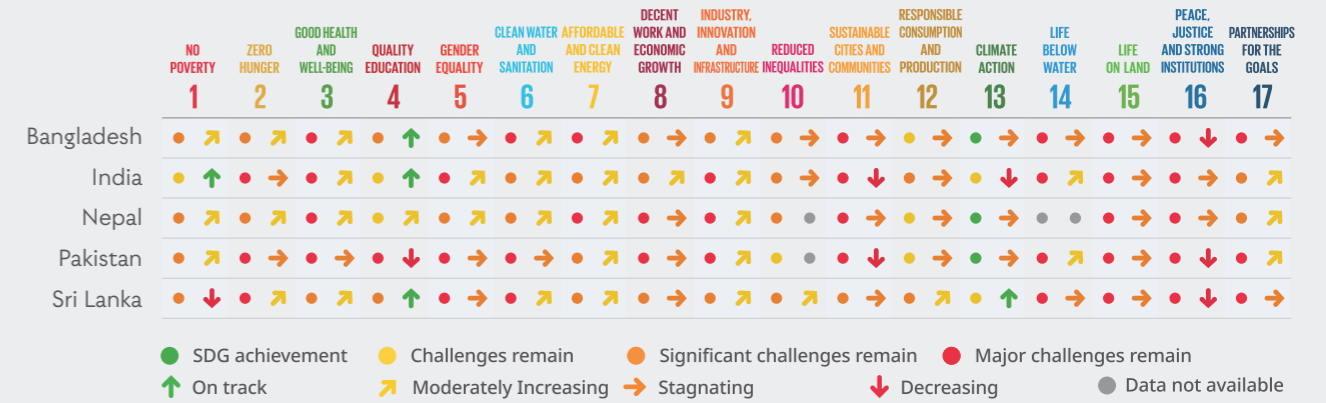 NO POVERTY
ZERO HUNGER
GOOD HEALTH AND WELL-BEING
QUALITY EDUCATION
GENDER EQUALITY
CLEAN WATER AND SANITATION
AFFORDABLE AND CLEAN ENERGY
DECENT WORK AND ECONOMIC GROWTH
INDUSTRY, INNOVATION AND INFRASTRUCTURE
REDUCED INEQUALITIES
SUSTAINABLE CITIES AND COMMUNITIES
RESPONSIBLE CONSUMPTION AND PRODUCTION
CLIMATE ACTION
LIFE BELOW WATER
LIFE ON LAND
PEACE, JUSTICE AND STRONG INSTITUTIONS
PARTNERSHIPS FOR THE GOALS
1 2 3 4 5 6 7 8 9 10 11 12 13 14 15 16 17
Bangladesh
India
Nepal
Pakistan
Sri Lanka
SDG achievement Challenges remain Significant challenges remain Major challenges remain
On track Moderately Increasing Stagnating Decreasing Data not available